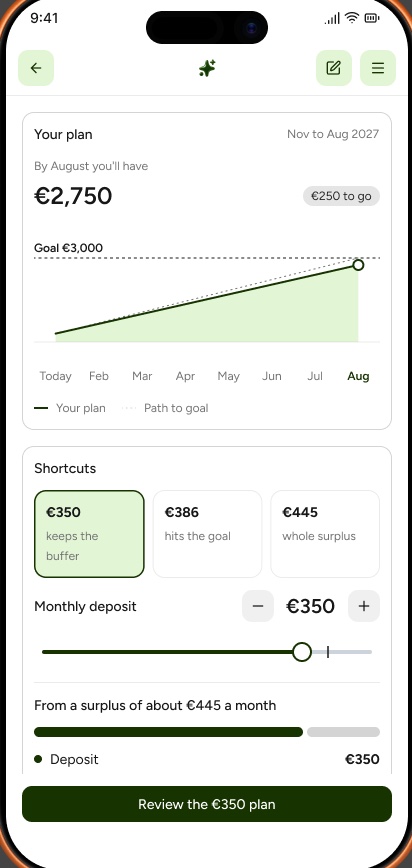 9:41
Your plan
Nov to Aug 2027
By August you'll have
€2,750
€250 to go
Goal €3,000
Today Feb Mar Apr May Jun Jul Aug
Your plan
Path to goal
Shortcuts
€350
keeps the
buffer
€386
hits the goal
€445
whole surplus
Monthly deposit
€350
From a surplus of about €445 a month
Deposit
€350
Review the €350 plan